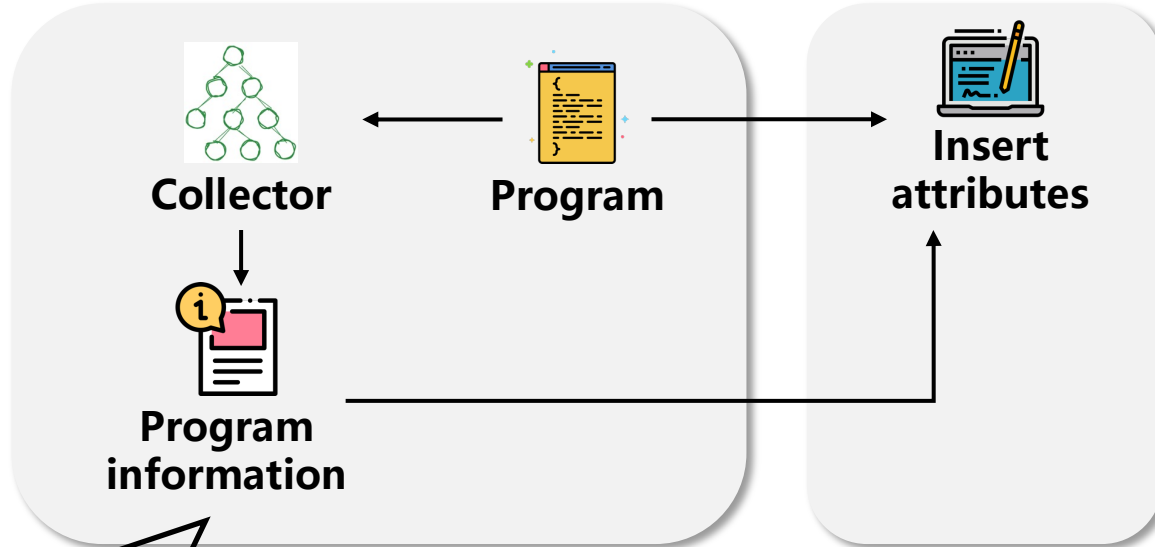 Collector
Program
Insert
attributes
i
Program
information